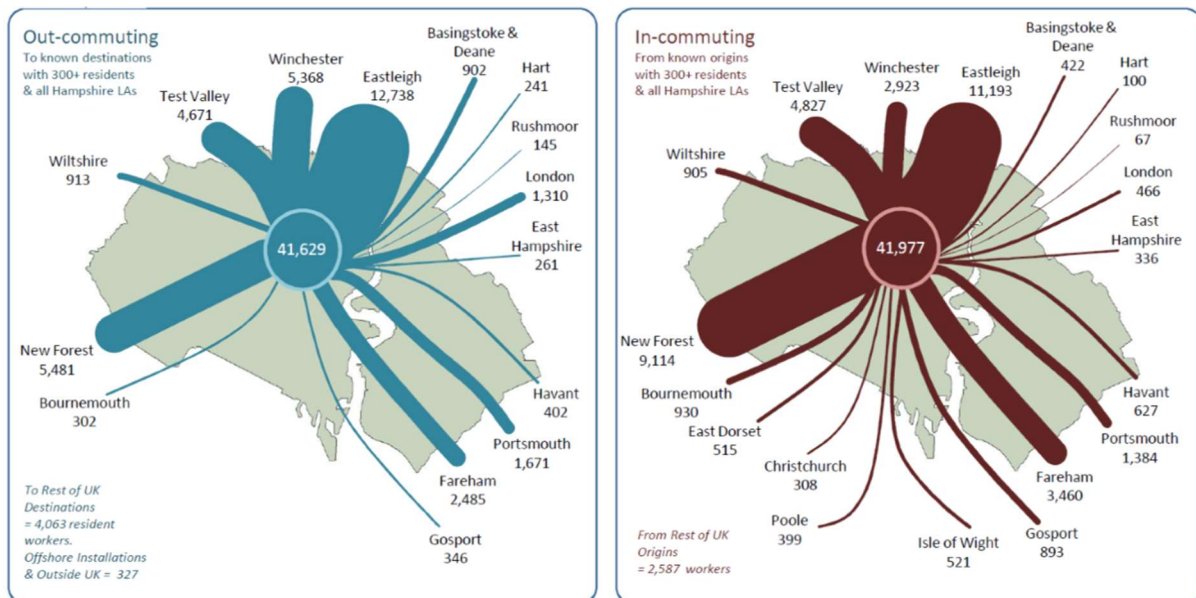 Out-commuting
To known destinations
with 300+ residents
& all Hampshire LAs
Winchester
5,368
Test Valley
4,671
Eastleigh
12,738
Basingstoke &
Deane
902
Hart
241
Rushmoor
145
London
1,310
East
Hampshire
261
Wiltshire
913
41,629
New Forest
5,481
Bournemouth
302
Havant
402
Portsmouth
1,671
Fareham
2,485
Gosport
346
To Rest of UK
Destinations
= 4,063 resident
workers.
Offshore Installations
& Outside UK = 327
In-commuting
From known origins
with 300+ residents
& all Hampshire LAs
Winchester
2,923
Test Valley
4,827
Eastleigh
11,193
Basingstoke &
Deane
422
Hart
100
Rushmoor
67
London
466
East
Hampshire
336
Wiltshire
905
41,977
New Forest
9,114
Bournemouth
930
East Dorset
515
Christchurch
308
Poole
399
Isle of Wight
521
Gosport
893
Fareham
3,460
Portsmouth
1,384
Havant
627
From Rest of UK
Origins
= 2,587 workers